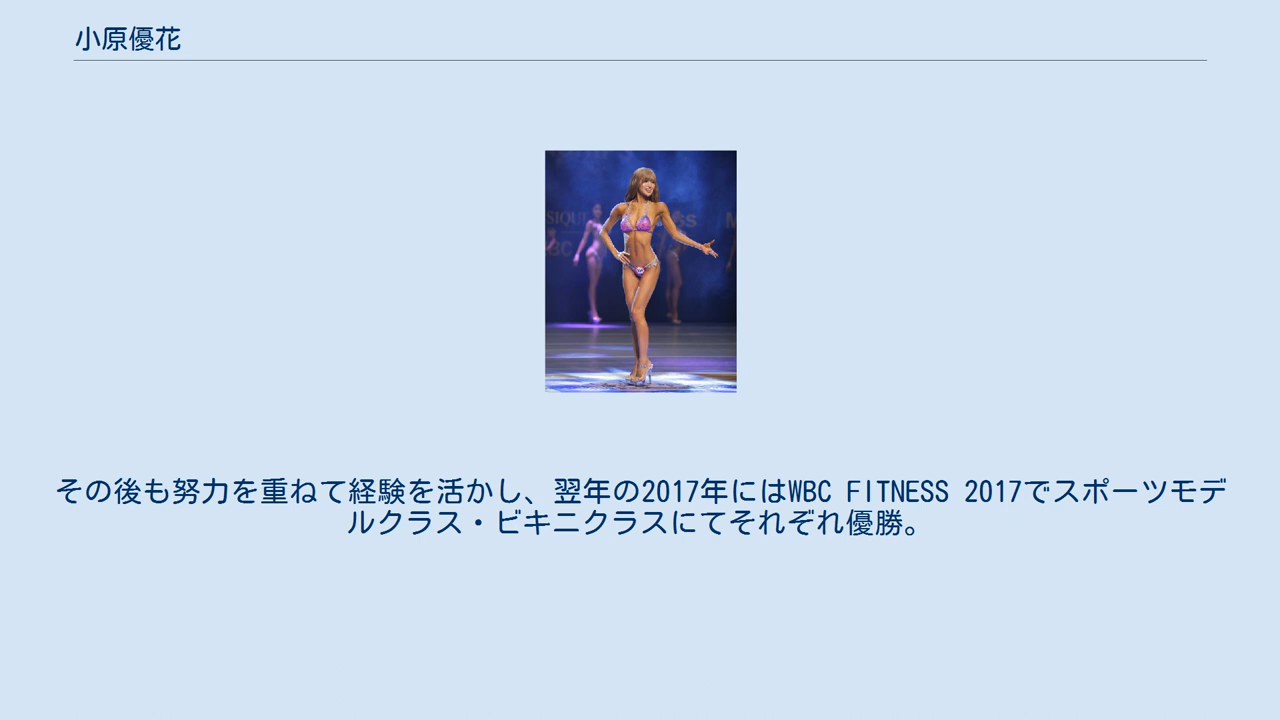 小原優花
SIQUE
SS
M
BC
その後も努力を重ねて経験を活かし、翌年の2017年にはWBC FITNESS 2017でスポーツモデ
ルクラス・ビキニクラスにてそれぞれ優勝。